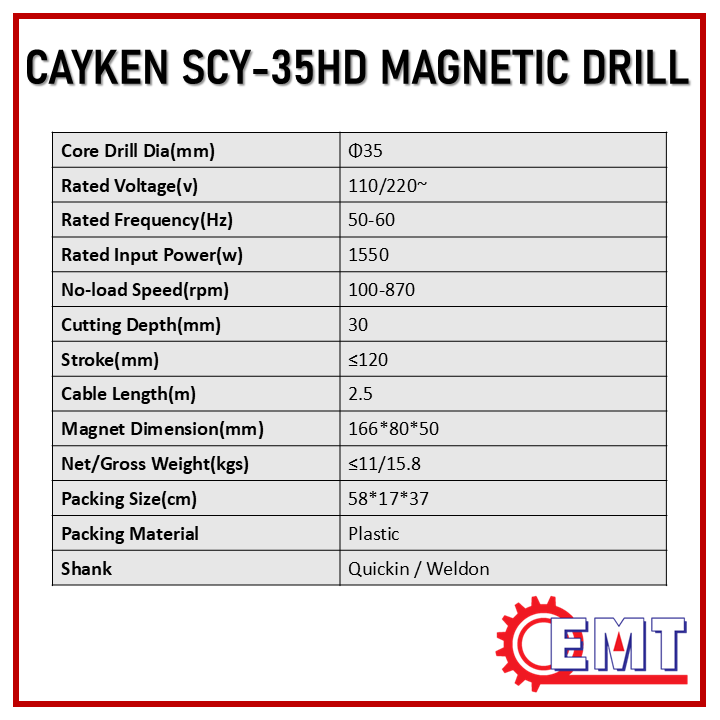 CAYKEN SCY-35HD MAGNETIC DRILL
Core Drill Dia(mm) Φ35
Rated Voltage(v) 110/220~
Rated Frequency(Hz) 50-60
Rated Input Power(w) 1550
No-load Speed(rpm) 100-870
Cutting Depth(mm) 30
Stroke(mm) ≤120
Cable Length(m) 2.5
Magnet Dimension(mm) 166*80*50
Net/Gross Weight(kgs) ≤11/15.8
Packing Size(cm) 58*17*37
Packing Material Plastic
Shank Quickin / Weldon
EMT